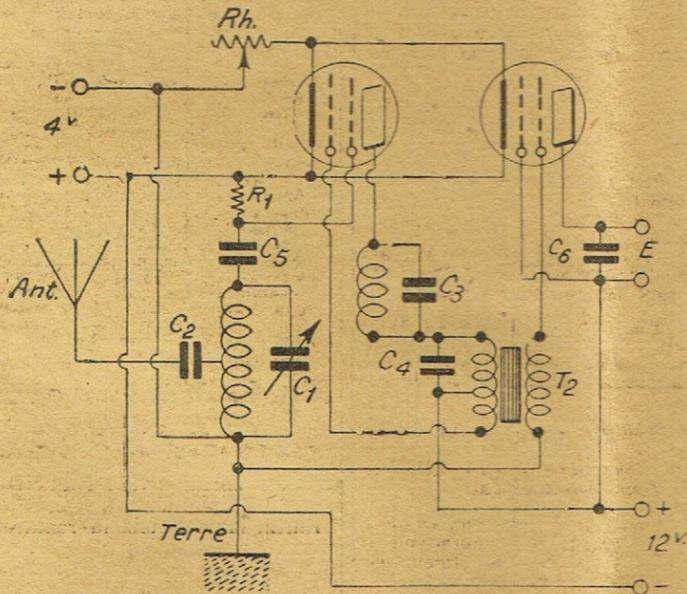 Rh.
-
4v
+
R1
C5
Ant.
C2
C1
C3
C4
C6
E
T2
Terre
+
12v.
-